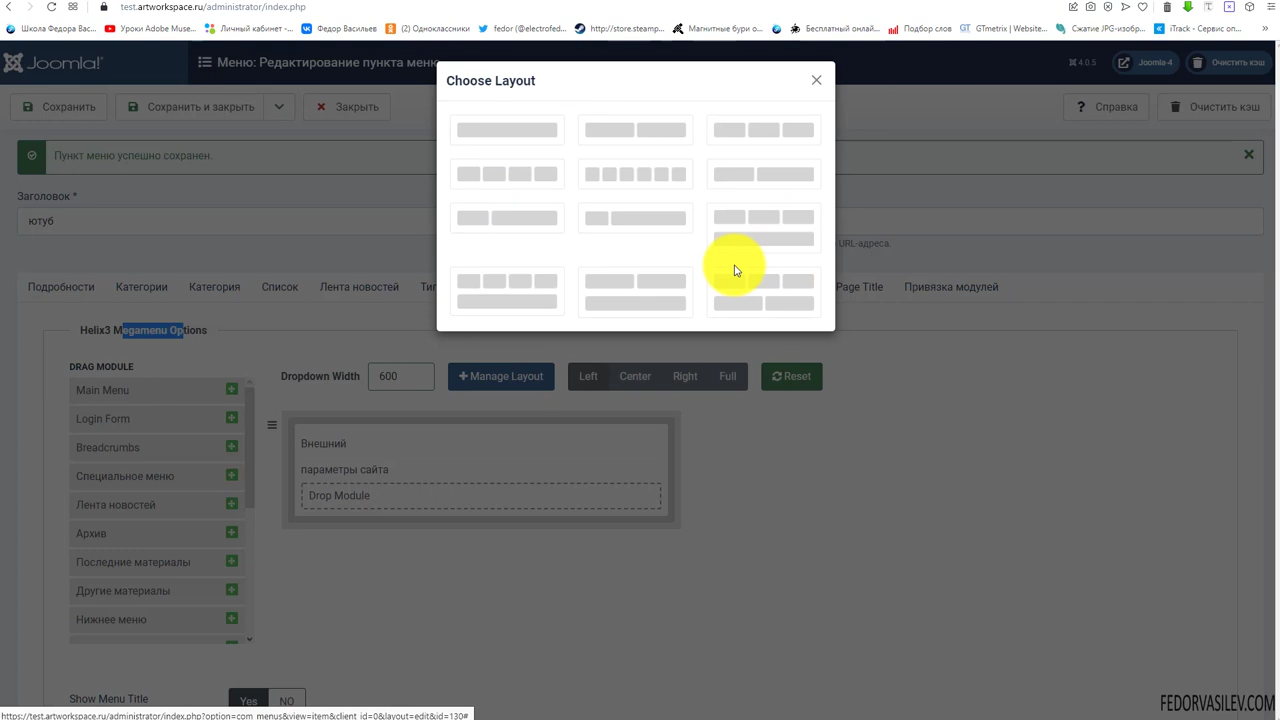 test.artworkspace.ru/administrator/index.php
Школа Федора Вас... Уроки Adobe Muse... Личный кабинет -... Федор Васильев (2) Одноклассники fedor (@electrofed... http://store.steamp... Магнитные бури о... Бесплатный онлай... Подбор слов GTmetrix | Website... Сжатие JPG-изобр... iTrack - Сервис оп...
Joomla!
Меню: Редактирование пункта меню
4.0.5
Joomla-4
Очистить кэш
Сохранить
Сохранить и закрыть
Закрыть
Справка
Очистить кэш
Choose Layout
Пункт меню успешно сохранен.
Заголовок *
ютуб
URL-адреса.
Подробности Категории Категория Список Лента новостей Тип Page Title Привязка модулей
Helix3 Megamenu Options
DRAG MODULE
Main Menu
Login Form
Breadcrumbs
Специальное меню
Лента новостей
Архив
Последние материалы
Другие материалы
Нижнее меню
Dropdown Width
600
Manage Layout
Left Center Right Full
Reset
Внешний
параметры сайта
Drop Module
Show Menu Title
Yes NO
https://test.artworkspace.ru/administrator/index.php?option=com_menus&view=item&client_id=0&layout=edit&id=130#
FEDORVASILEV.COM